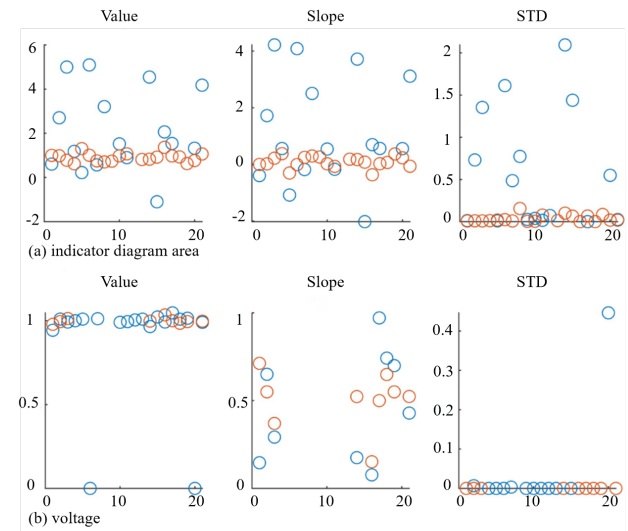 Value Slope STD
6 4 2
4 1.5
2 2 1
0 0 0.5
-2 -2 0
0 10 20 0 10 20 0 10 20
(a) indicator diagram area
Value Slope STD
1 1 0.4
0.3
0.5 0.5 0.2
0.1
0 0 0
0 10 20 0 10 20 0 10 20
(b) voltage